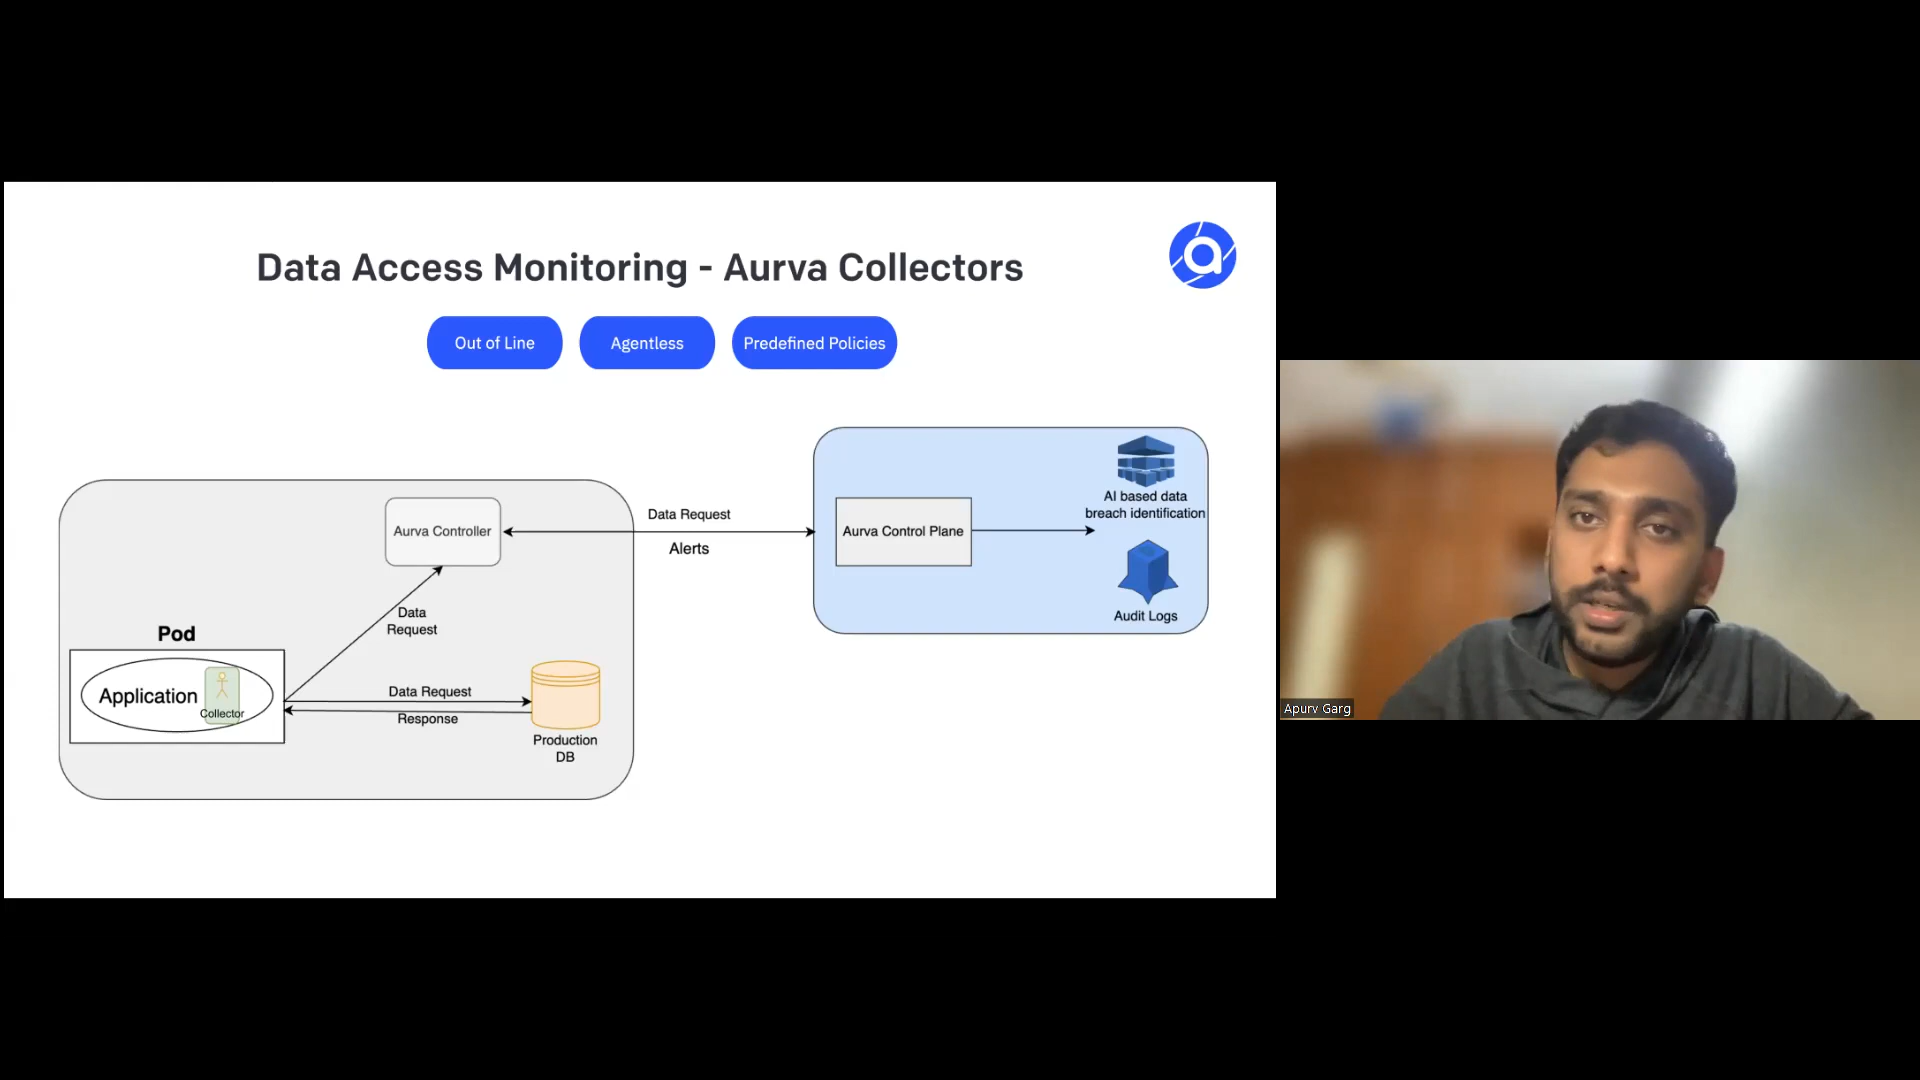 Data Access Monitoring - Aurva Collectors
Out of Line
Agentless
Predefined Policies
AI based data
breach identification
Aurva Controller
Data Request
Alerts
Aurva Control Plane
Audit Logs
Data
Request
Pod
Application
Collector
Data Request
Response
Production
DB
Apurv Garg